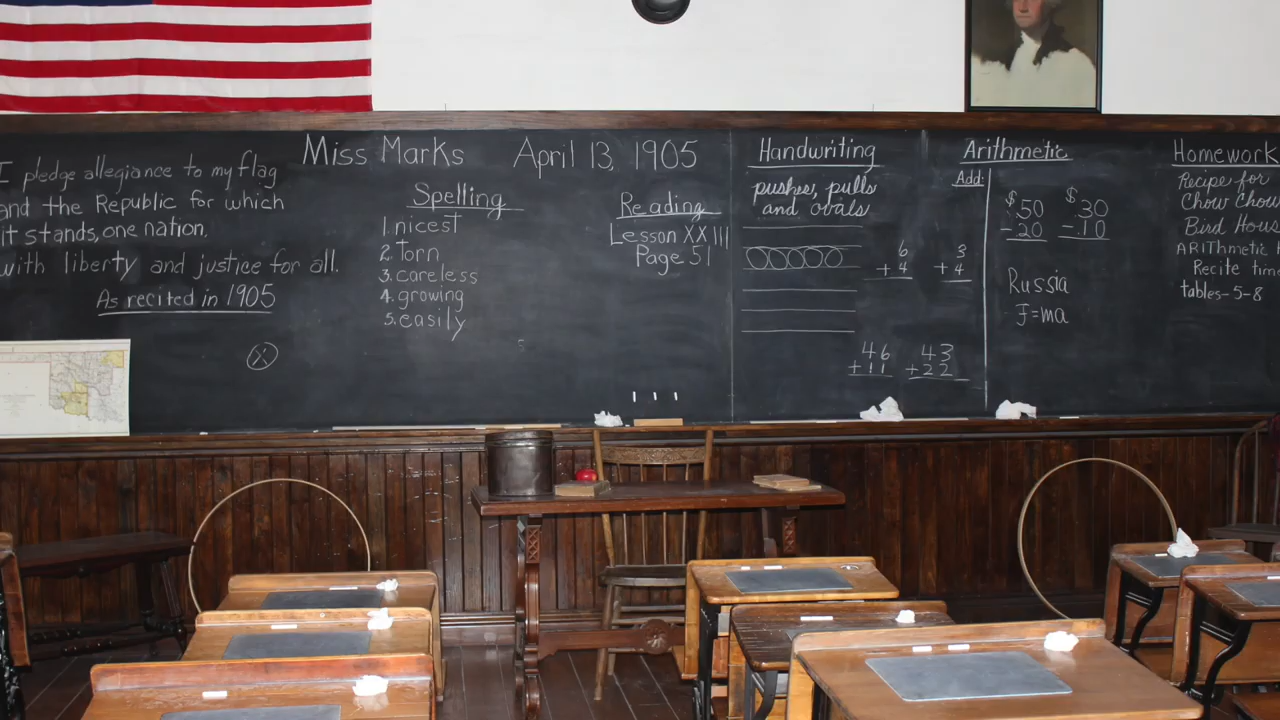 I pledge allegiance to my flag
and the Republic for which
it stands, one nation,
with liberty and justice for all.
As recited in 1905
X
Miss Marks
April 13, 1905
Spelling
1. nicest
2. torn
3. careless
4. growing
5. easily
Reading
Lesson XXIII
Page 51
Handwriting
pushes, pulls
and ovals
Arithmetic
Add
6
+4
3
+4
46
+11
43
+22
$50
-20
$30
-10
Russia
F=ma
Homework
Recipe for
Chow Chow
Bird Hous
ARIthmetic
Recite time
tables-5-8